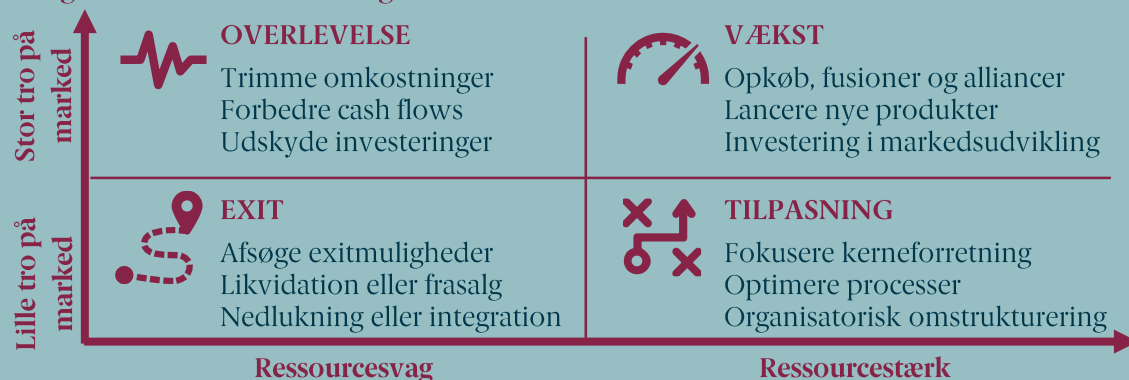 Stor tro på
marked
OVERLEVELSE
Trimme omkostninger
Forbedre cash flows
Udskyde investeringer
VÆKST
Opkøb, fusioner og alliancer
Lancere nye produkter
Investering i markedsudvikling
Lille tro på
marked
EXIT
Afsøge exitmuligheder
Likvidation eller frasalg
Nedlukning eller integration
TILPASNING
Fokusere kerneforretning
Optimere processer
Organisatorisk omstrukturering
Ressourcesvag
Ressourcestærk